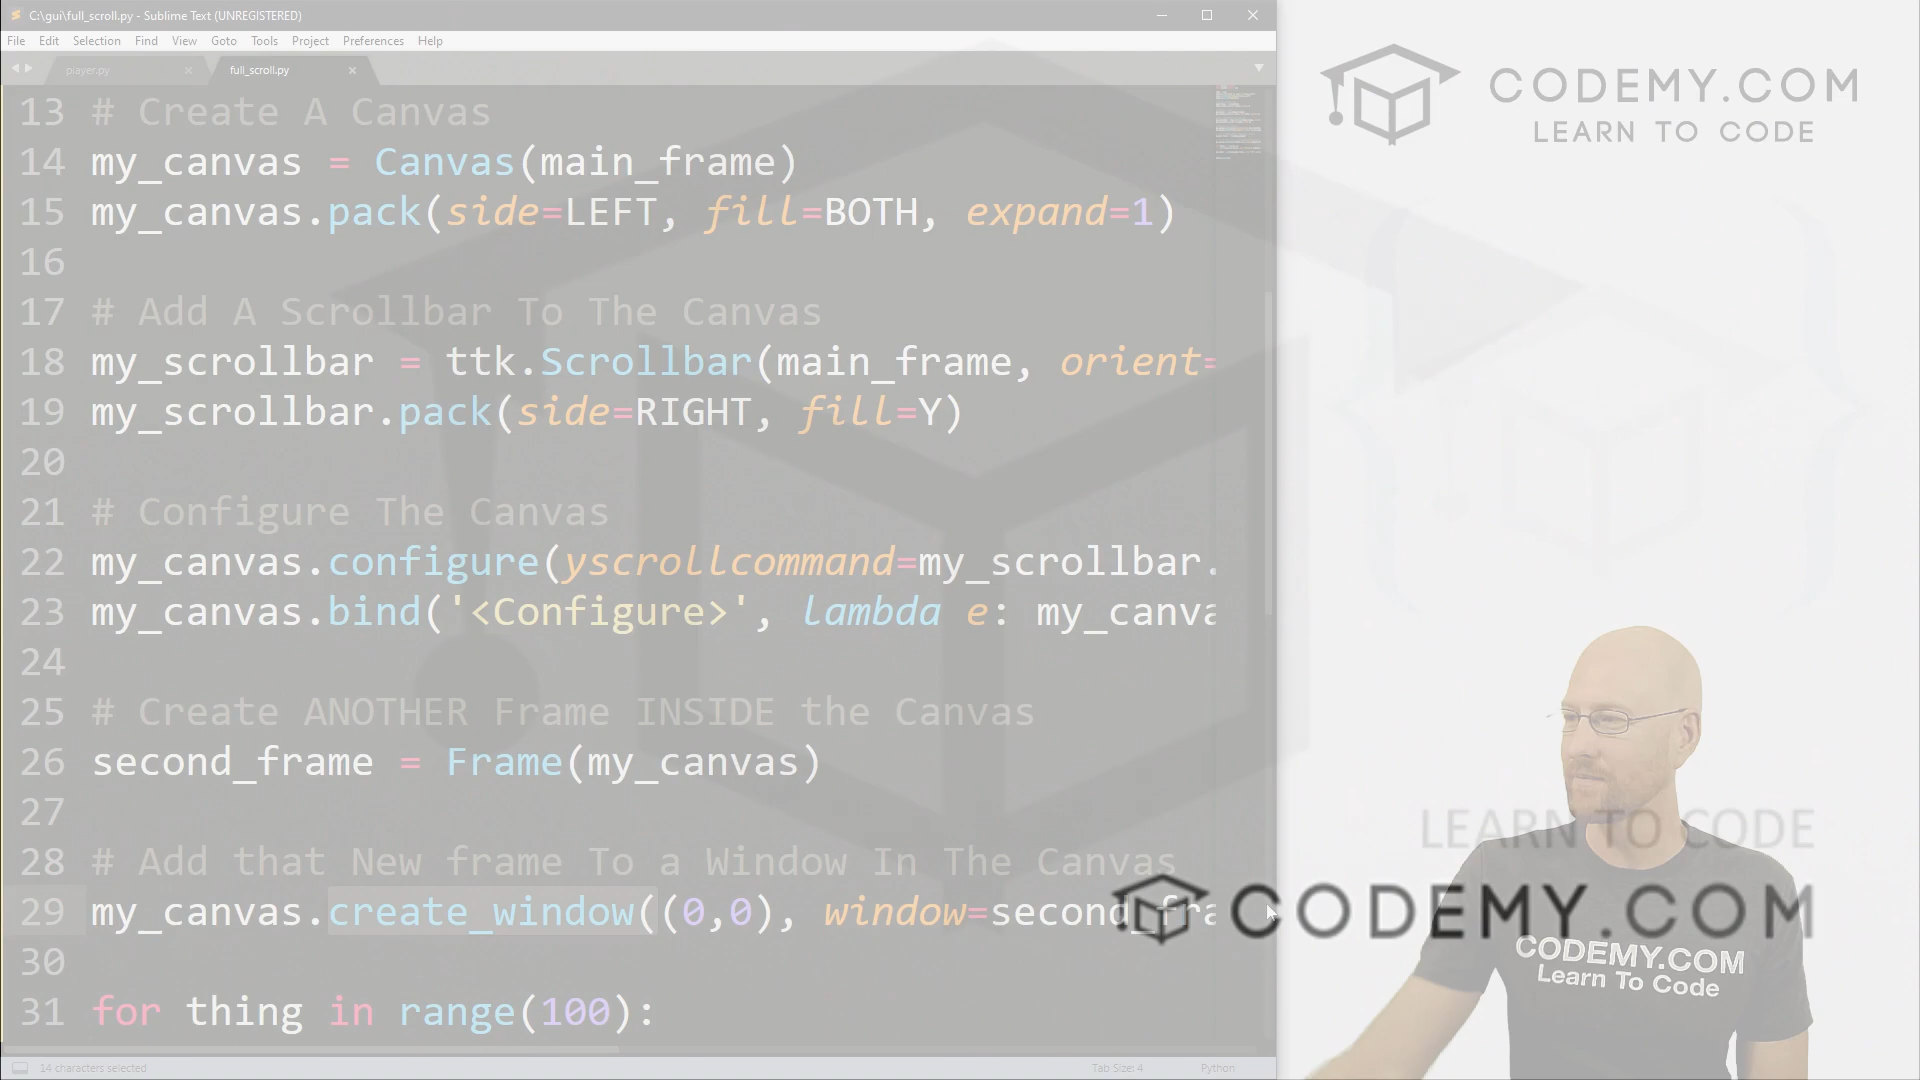 C:\gui\full_scroll.py - Sublime Text (UNREGISTERED)
File Edit Selection Find View Goto Tools Project Preferences Help
player.py full_scroll.py
13 # Create A Canvas
14 my_canvas = Canvas(main_frame)
15 my_canvas.pack(side=LEFT, fill=BOTH, expand=1)
16
17 # Add A Scrollbar To The Canvas
18 my_scrollbar = ttk.Scrollbar(main_frame, orient=
19 my_scrollbar.pack(side=RIGHT, fill=Y)
20
21 # Configure The Canvas
22 my_canvas.configure(yscrollcommand=my_scrollbar.
23 my_canvas.bind('<Configure>', lambda e: my_canva
24
25 # Create ANOTHER Frame INSIDE the Canvas
26 second_frame = Frame(my_canvas)
27
28 # Add that New frame To a Window In The Canvas
29 my_canvas.create_window((0,0), window=second_fra
30
31 for thing in range(100):
14 characters selected
Tab Size: 4
Python
CODEMY.COM
LEARN TO CODE
LEARN TO CODE
CODEMY.COM
CODEMY.COM
Learn To Code